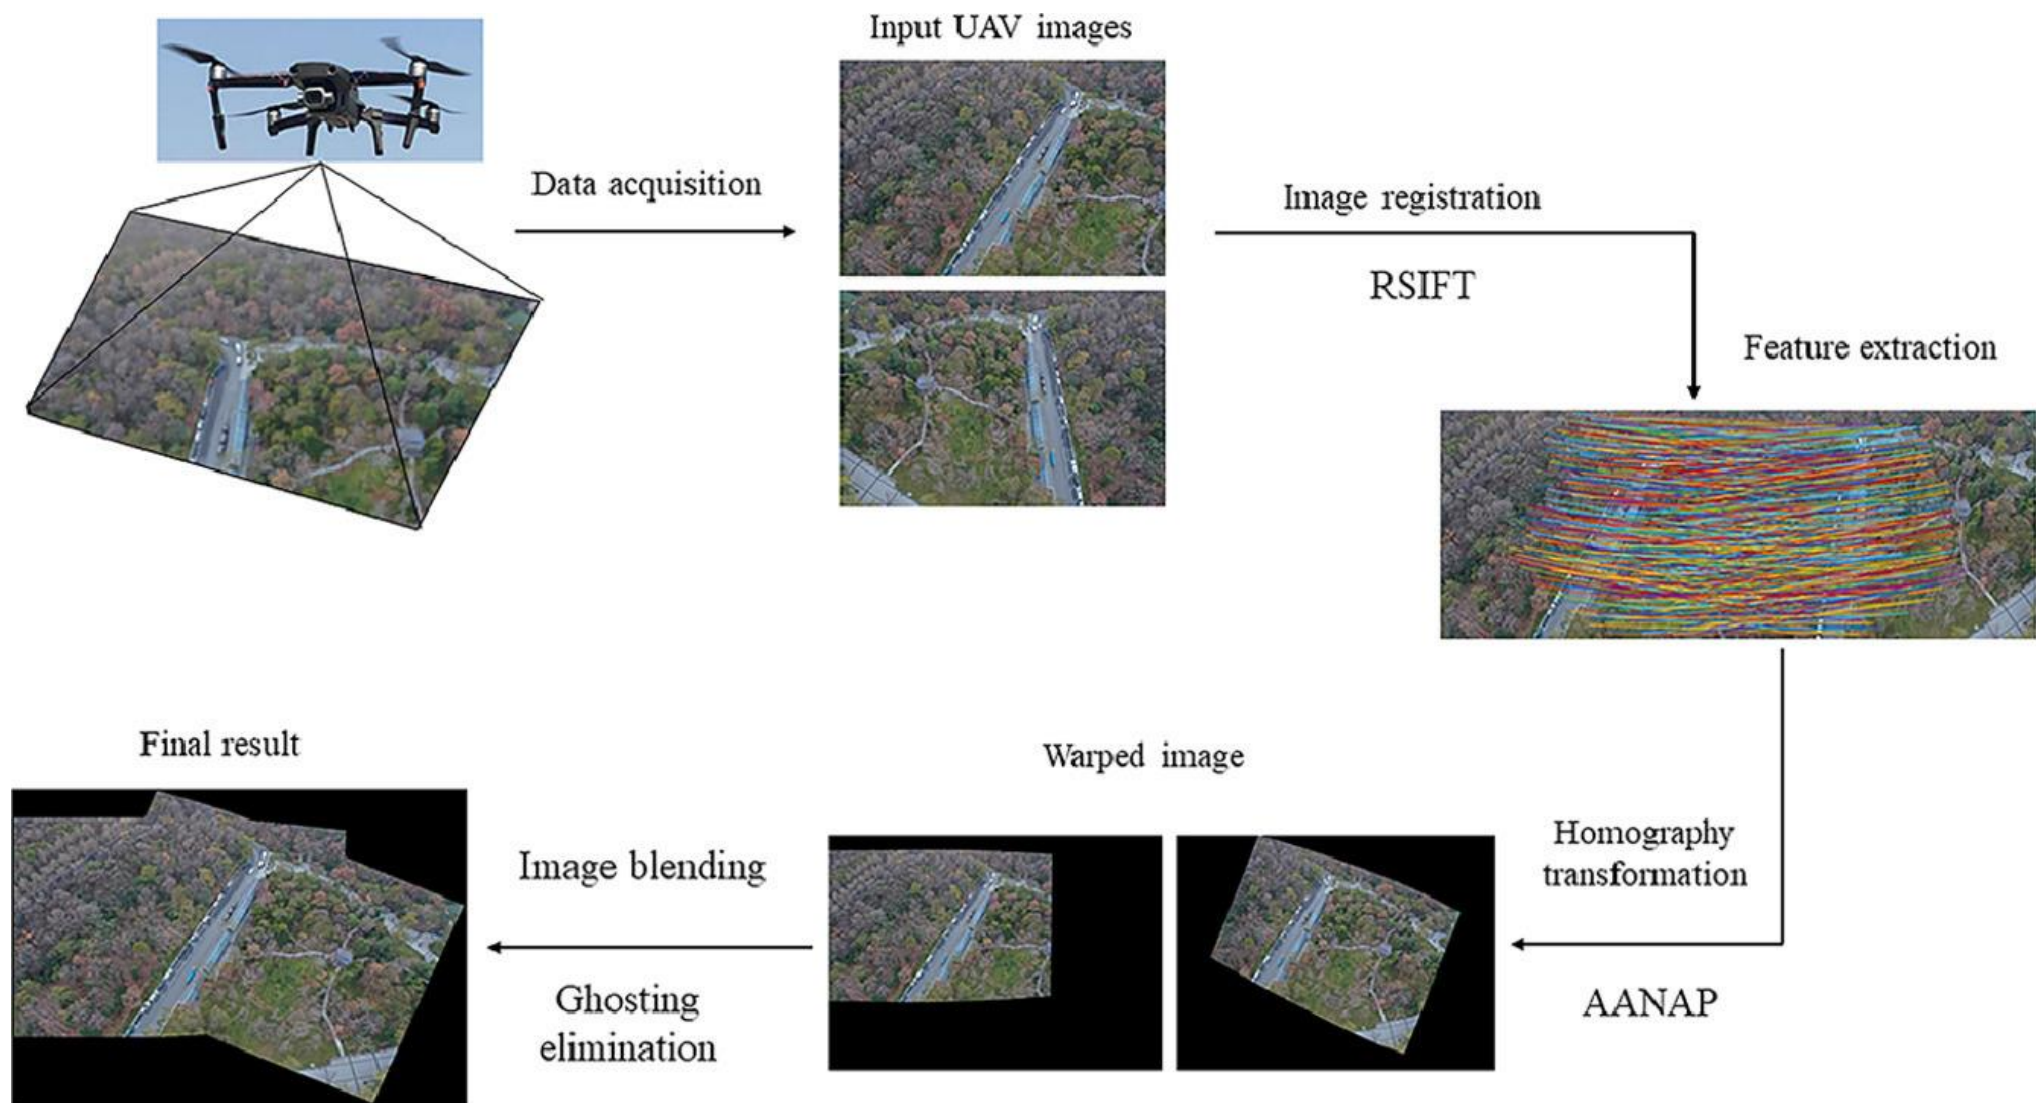 Input UAV images
Data acquisition
Image registration
RSIFT
Feature extraction
Homography
transformation
AANAP
Warped image
Image blending
Ghosting
elimination
Final result